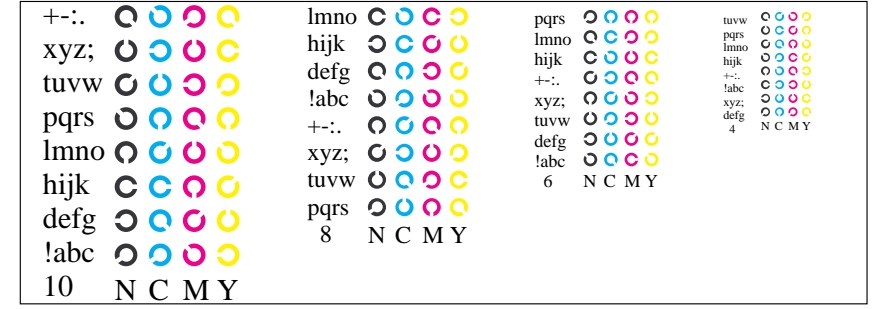 +-:.
xyz;
tuvw
pqrs
lmno
hijk
defg
!abc
10 N C M Y
lmno
hijk
defg
!abc
+-:.
xyz;
tuvw
pqrs
8 N C M Y
pqrs
lmno
hijk
+-:.
xyz;
tuvw
defg
!abc
6 N C M Y
tuvw
pqrs
lmno
hijk
+-:.
!abc
xyz;
defg
4 N C M Y